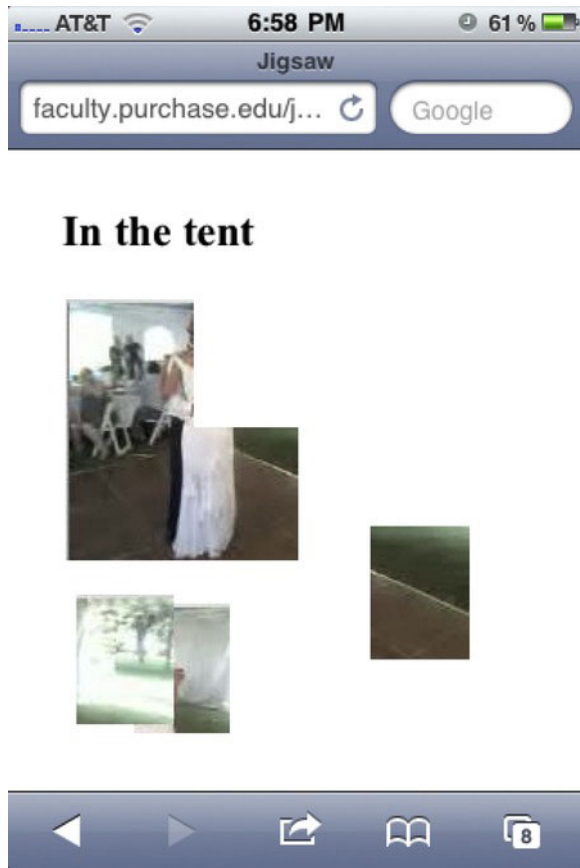 AT&T 6:58 PM 61%
Jigsaw
faculty.purchase.edu/j... Google
In the tent
8